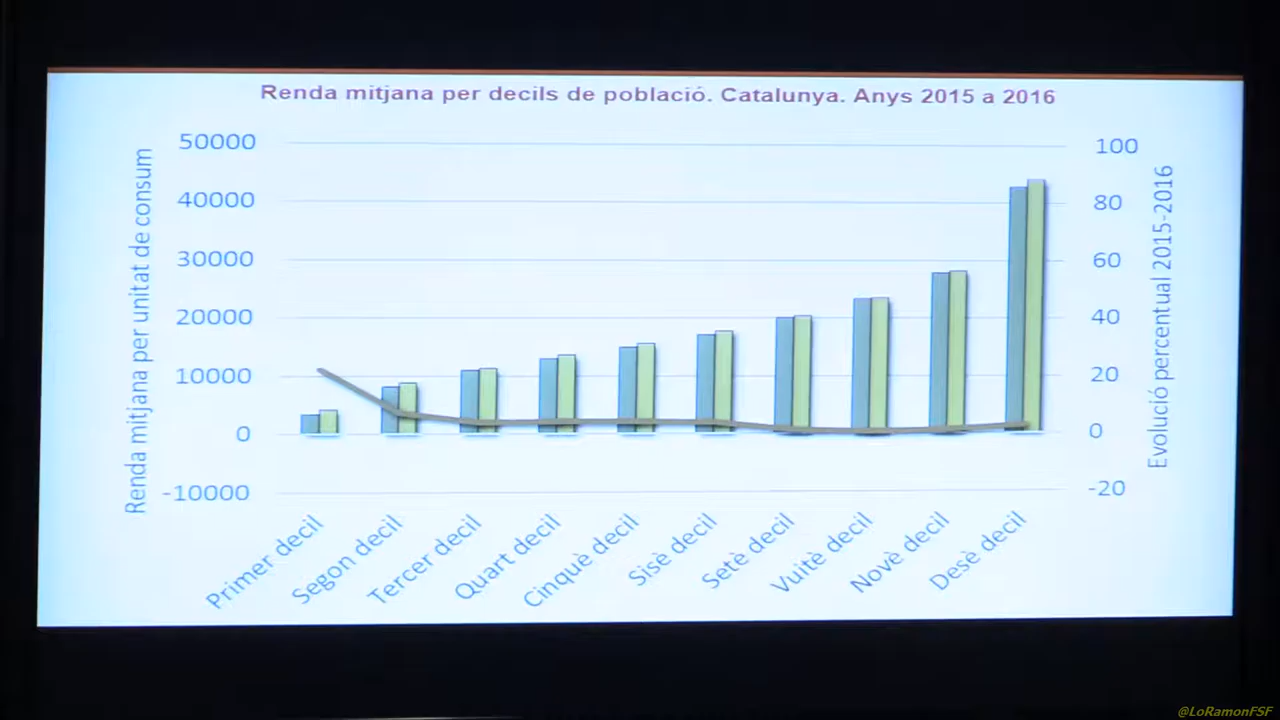 Renda mitjana per decils de població. Catalunya. Anys 2015 a 2016
Renda mitjana per unitat de consum
50000
40000
30000
20000
10000
0
-10000
100
80
60
40
20
0
-20
Evolució percentual 2015-2016
Primer decil
Segon decil
Tercer decil
Quart decil
Cinquè decil
Sisè decil
Setè decil
Vuitè decil
Novè decil
Desè decil
@LoRamonFSF